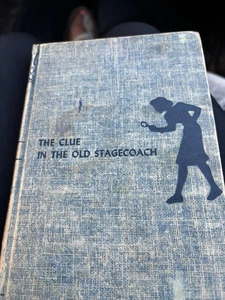 THE CLUE
IN THE OLD STAGECOACH